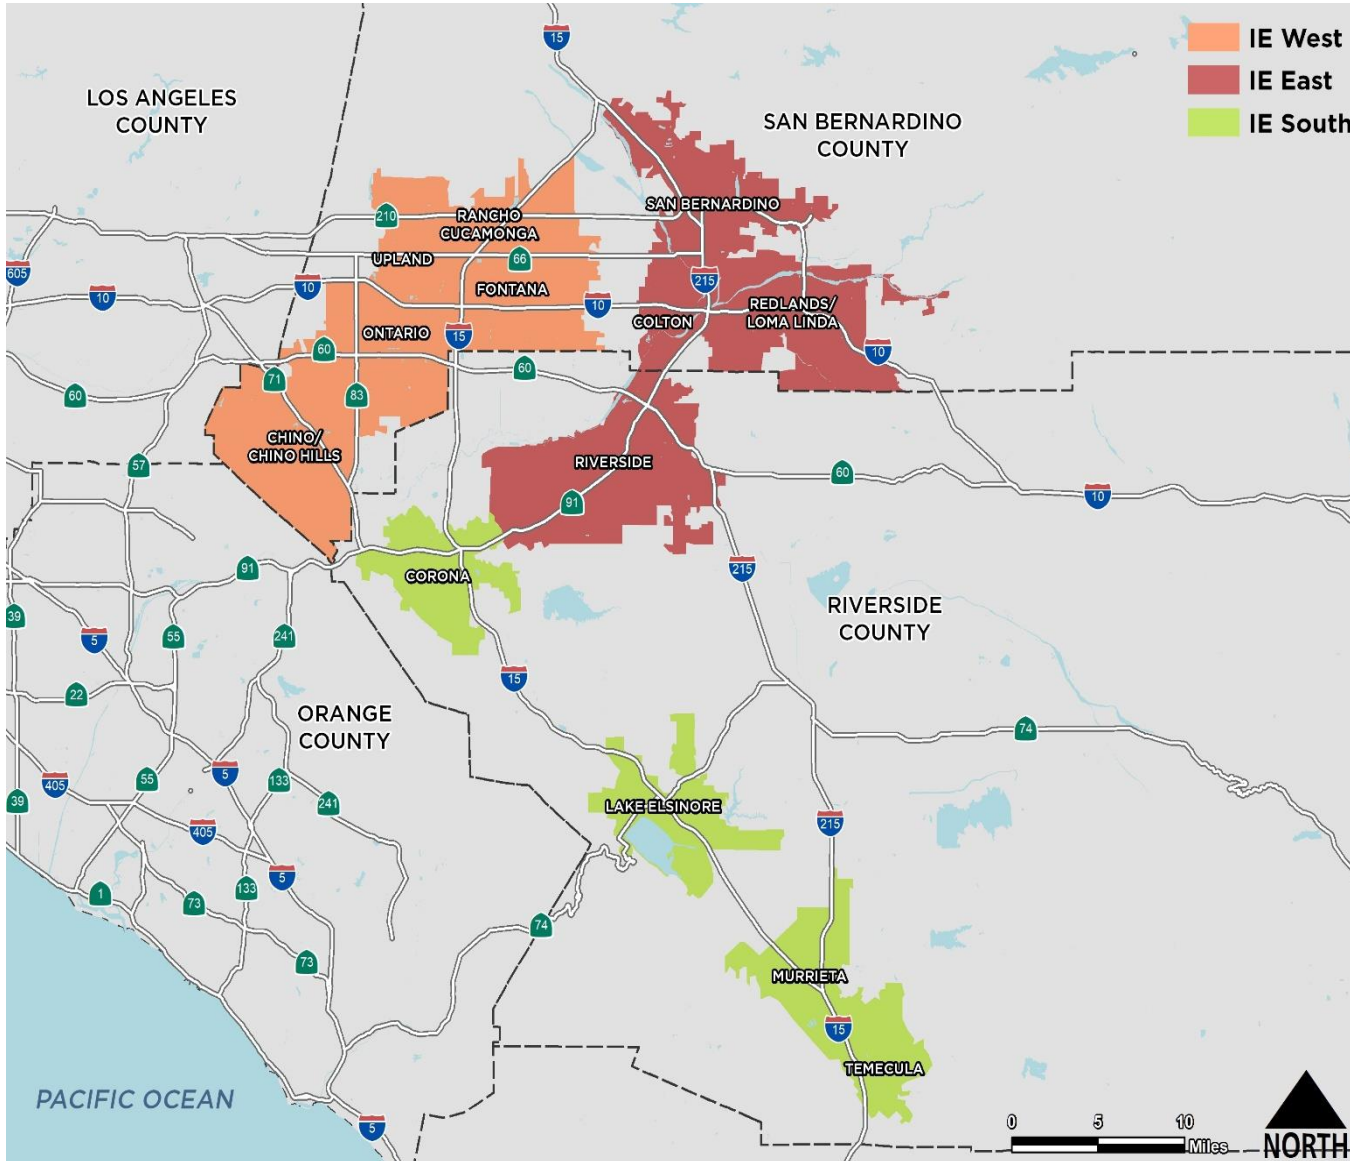 15
IE West
IE East
IE South
LOS ANGELES
COUNTY
SAN BERNARDINO
COUNTY
SAN BERNARDINO
210
RANCHO
CUCAMONGA
UPLAND
66
605
10
10
FONTANA
10
215
COLTON
REDLANDS/
LOMA LINDA
ONTARIO
15
60
10
71
60
60
83
CHINO/
CHINO HILLS
57
RIVERSIDE
60
10
91
91
CORONA
215
39
5
55
241
RIVERSIDE
COUNTY
22
15
ORANGE
COUNTY
74
405
55
5
133
241
39
405
LAKE ELSINORE
215
5
1
73
133
74
73
MURRIETA
15
TEMECULA
PACIFIC OCEAN
5
0
5
10
Miles
NORTH